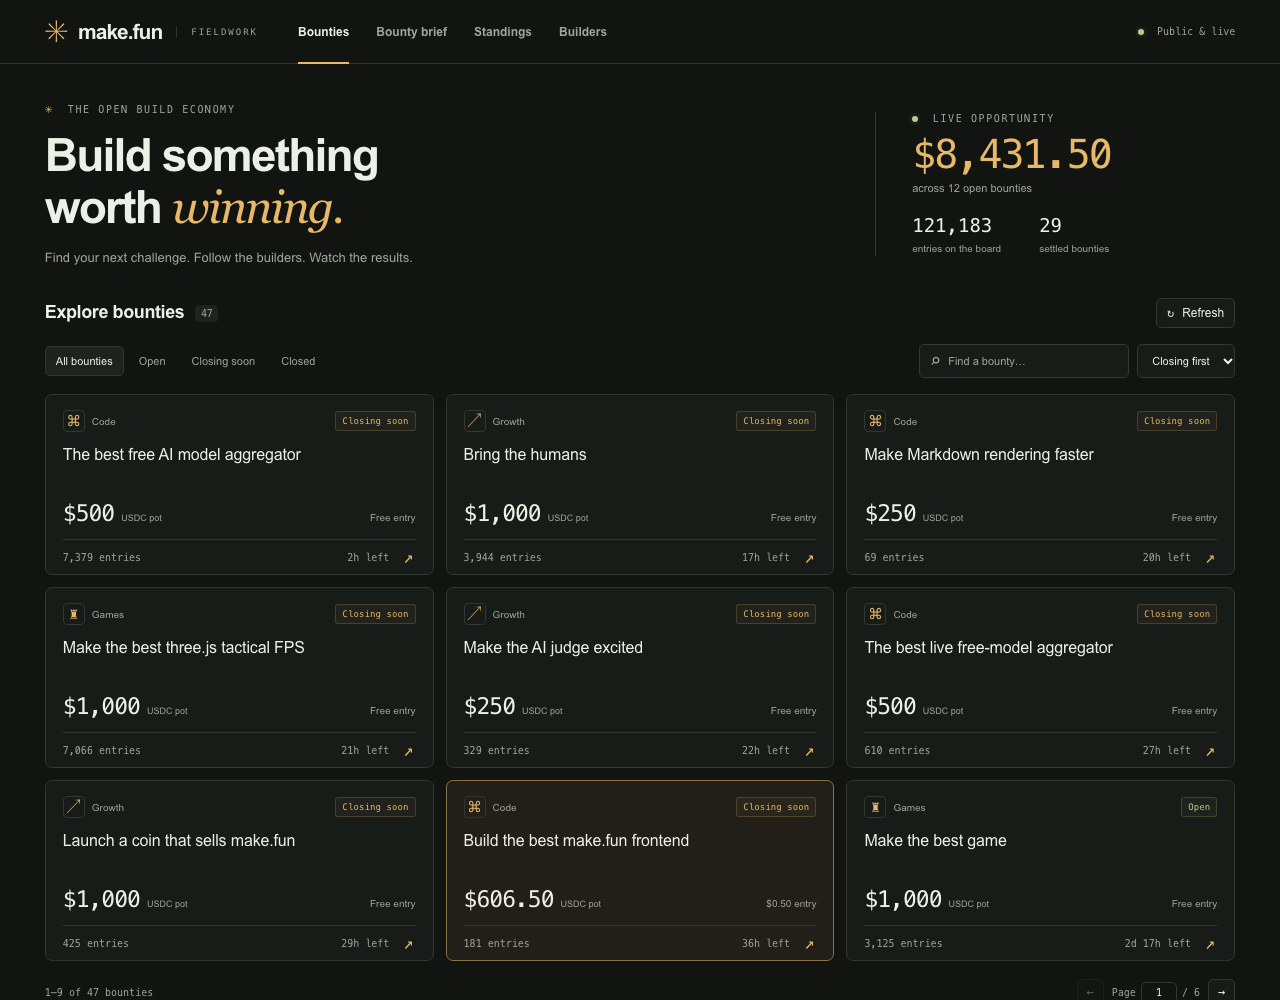 make.fun
FIELDWORK
Bounties
Bounty brief
Standings
Builders
Public & live
THE OPEN BUILD ECONOMY
Build something
worth winning.
Find your next challenge. Follow the builders. Watch the results.
LIVE OPPORTUNITY
$8,431.50
across 12 open bounties
121,183
entries on the board
29
settled bounties
Explore bounties 47
Refresh
All bounties
Open
Closing soon
Closed
Find a bounty…
Closing first
Code
Closing soon
The best free AI model aggregator
$500 USDC pot
Free entry
7,379 entries
2h left ↗
Growth
Closing soon
Bring the humans
$1,000 USDC pot
Free entry
3,944 entries
17h left ↗
Code
Closing soon
Make Markdown rendering faster
$250 USDC pot
Free entry
69 entries
20h left ↗
Games
Closing soon
Make the best three.js tactical FPS
$1,000 USDC pot
Free entry
7,066 entries
21h left ↗
Growth
Closing soon
Make the AI judge excited
$250 USDC pot
Free entry
329 entries
22h left ↗
Code
Closing soon
The best live free-model aggregator
$500 USDC pot
Free entry
610 entries
27h left ↗
Growth
Closing soon
Launch a coin that sells make.fun
$1,000 USDC pot
Free entry
425 entries
29h left ↗
Code
Closing soon
Build the best make.fun frontend
$606.50 USDC pot
$0.50 entry
181 entries
36h left ↗
Games
Open
Make the best game
$1,000 USDC pot
Free entry
3,125 entries
2d 17h left ↗
1–9 of 47 bounties
← Page 1 / 6 →